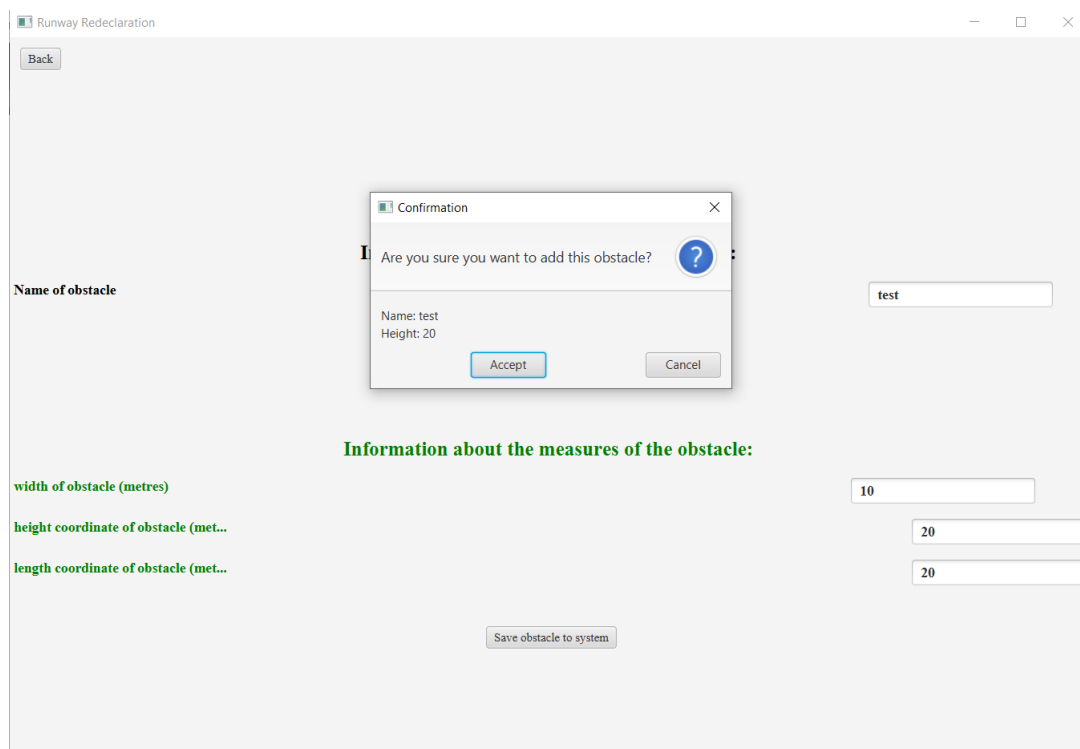 Runway Redeclaration
Back
Confirmation
Are you sure you want to add this obstacle?
?
:
Name of obstacle
test
Name: test
Height: 20
Accept
Cancel
Information about the measures of the obstacle:
width of obstacle (metres)
10
height coordinate of obstacle (met...
20
length coordinate of obstacle (met...
20
Save obstacle to system